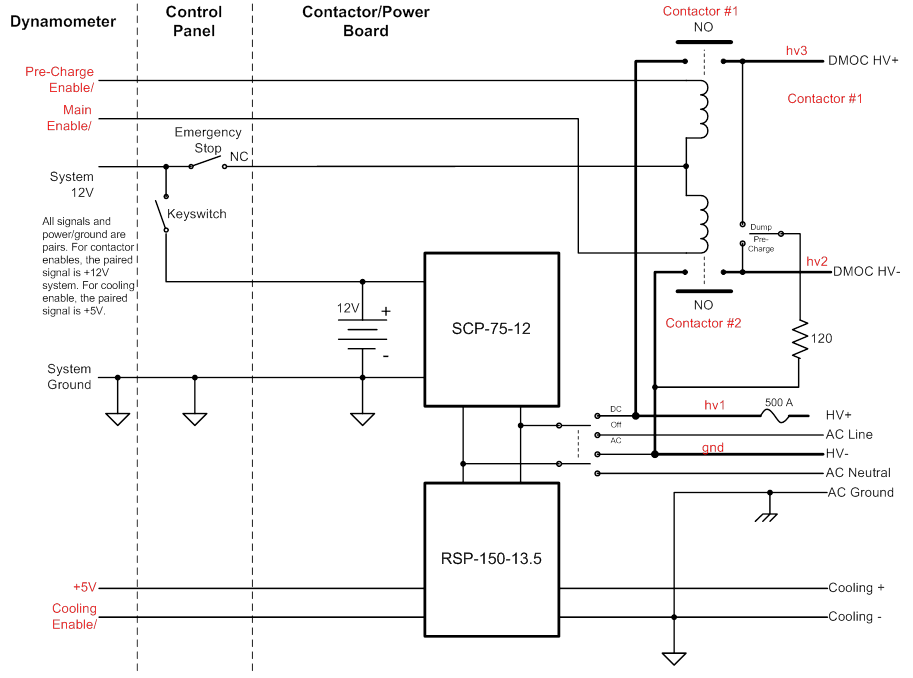 Dynamometer
Control
Panel
Contactor/Power
Board
Contactor #1
NO
hv3
DMOC HV+
Contactor #1
Pre-Charge
Enable/
Main
Enable/
Emergency
Stop
NC
System
12V
Keyswitch
All signals and
power/ground are
pairs. For contactor
enables, the paired
signal is +12V
system. For cooling
enable, the paired
signal is +5V.
Dump
Pre-
Charge
hv2
DMOC HV-
NO
Contactor #2
12V
+
-
SCP-75-12
120
System
Ground
DC
Off
AC
hv1
500 A
HV+
AC Line
gnd
HV-
AC Neutral
AC Ground
RSP-150-13.5
+5V
Cooling
Enable/
Cooling +
Cooling -